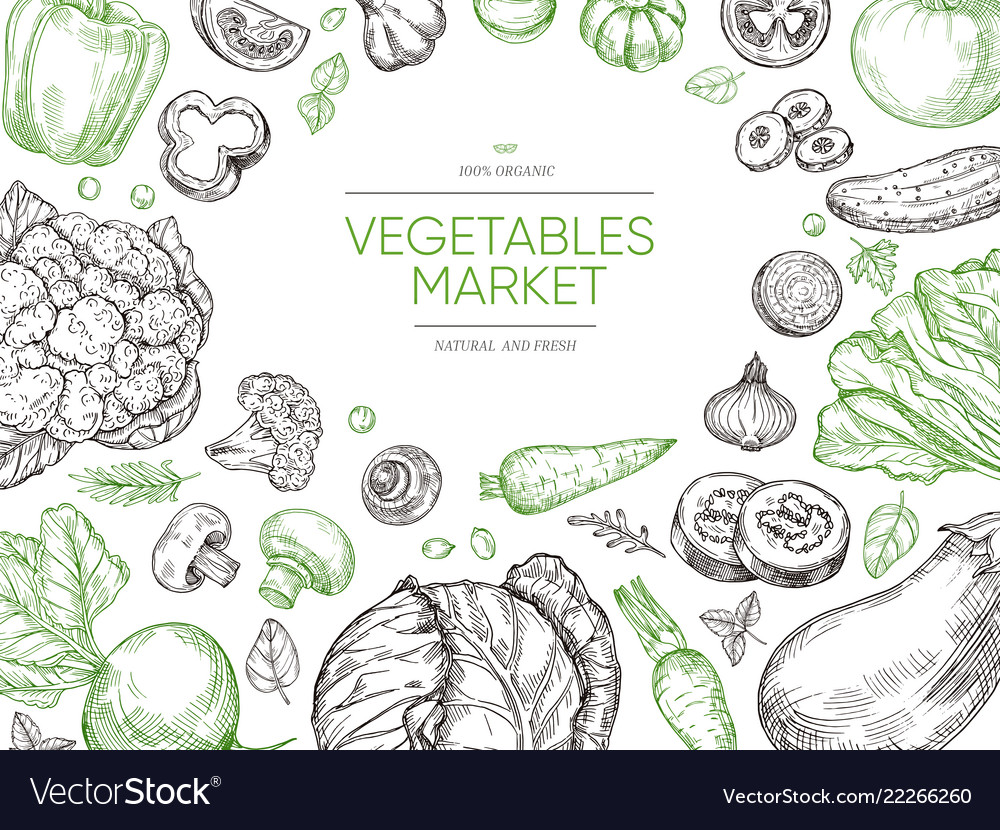 100% ORGANIC
VEGETABLES
MARKET
NATURAL AND FRESH
VectorStock®
VectorStock.com/22266260